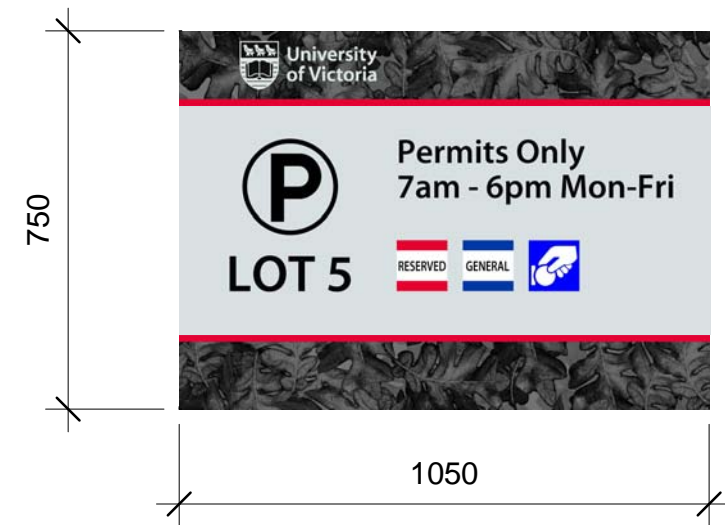 University
of Victoria
Permits Only
7am - 6pm Mon-Fri
P
LOT 5
RESERVED
GENERAL
750
1050